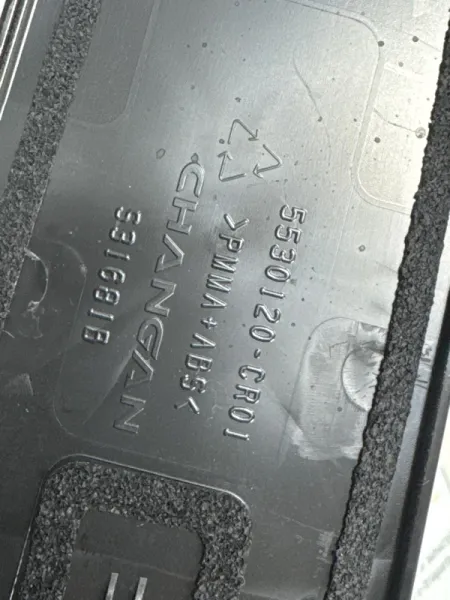 5530120-CR01
>PMMA+ABS<
CHANGAN
S31681B